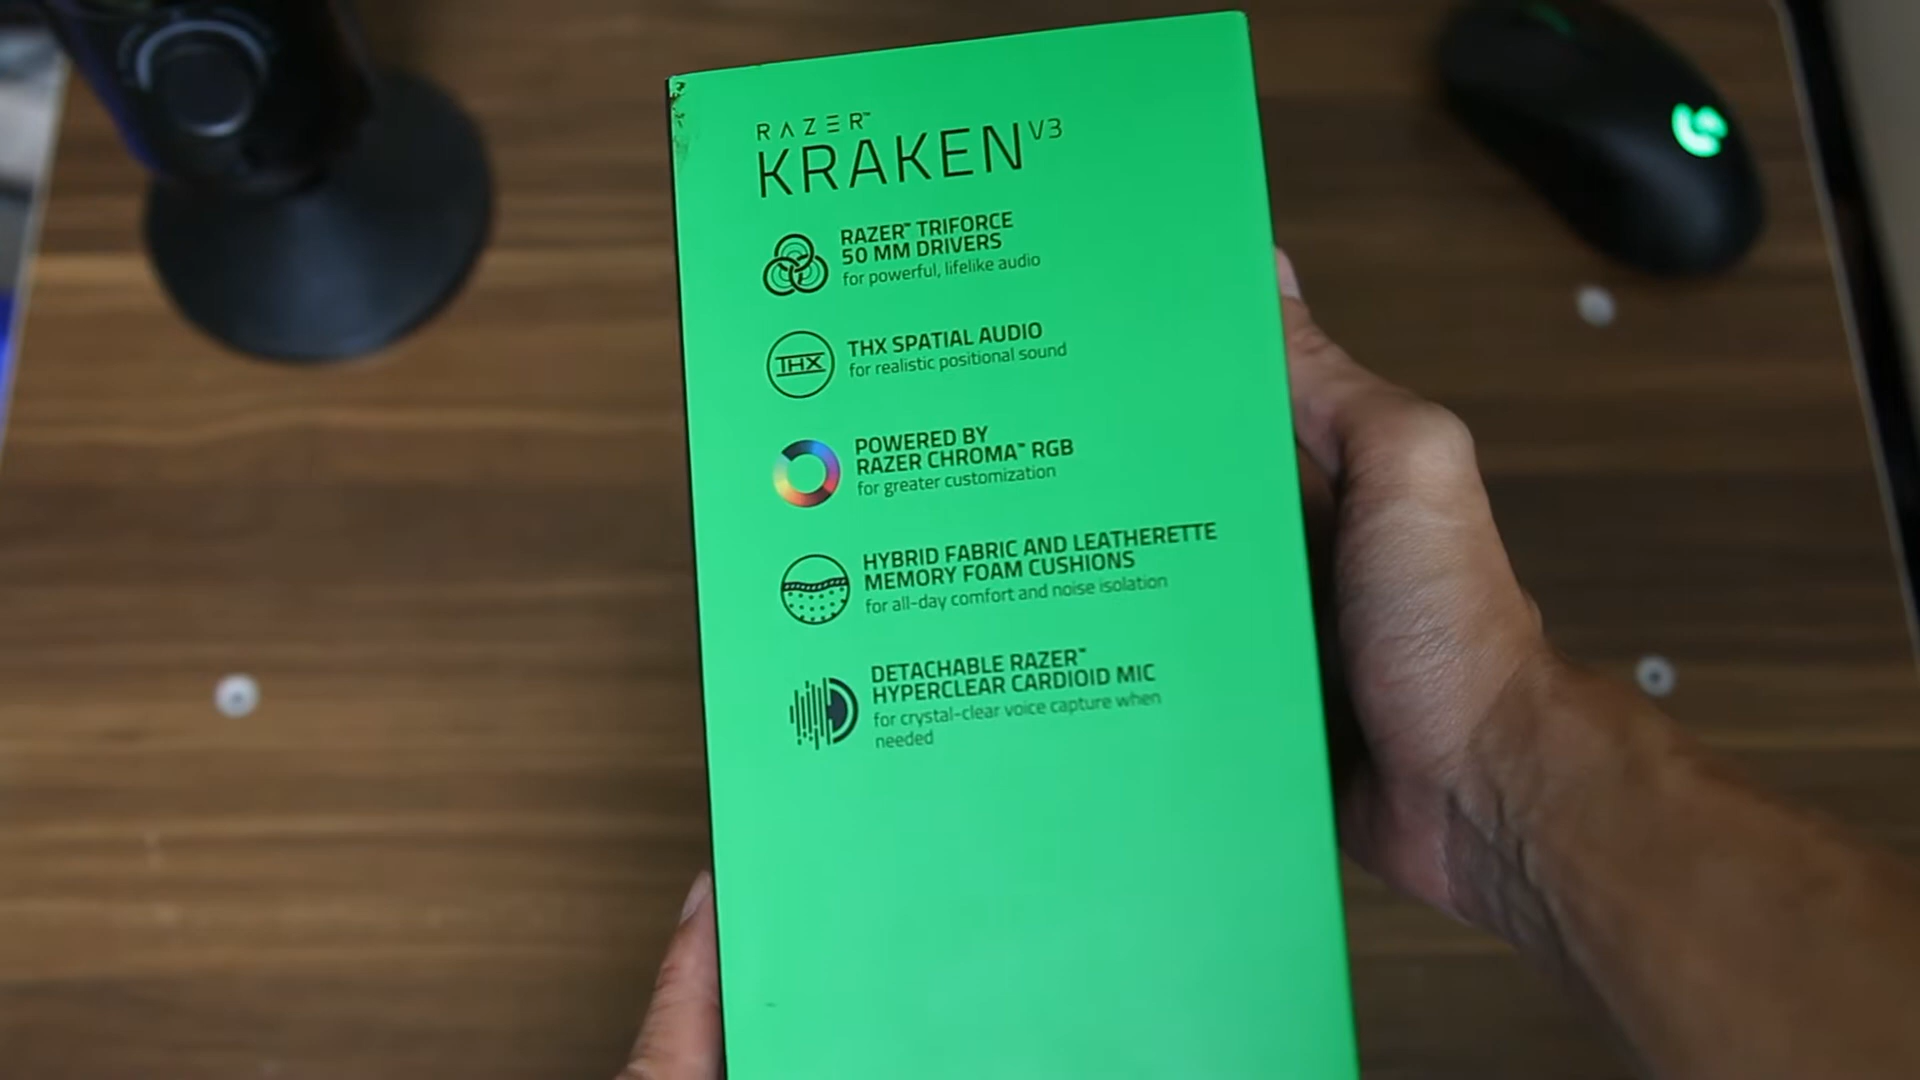 RAZER™
KRAKEN V3
RAZER™ TRIFORCE
50 MM DRIVERS
for powerful, lifelike audio
THX
THX SPATIAL AUDIO
for realistic positional sound
POWERED BY
RAZER CHROMA™ RGB
for greater customization
HYBRID FABRIC AND LEATHERETTE
MEMORY FOAM CUSHIONS
for all-day comfort and noise isolation
DETACHABLE RAZER™
HYPERCLEAR CARDIOID MIC
for crystal-clear voice capture when
needed